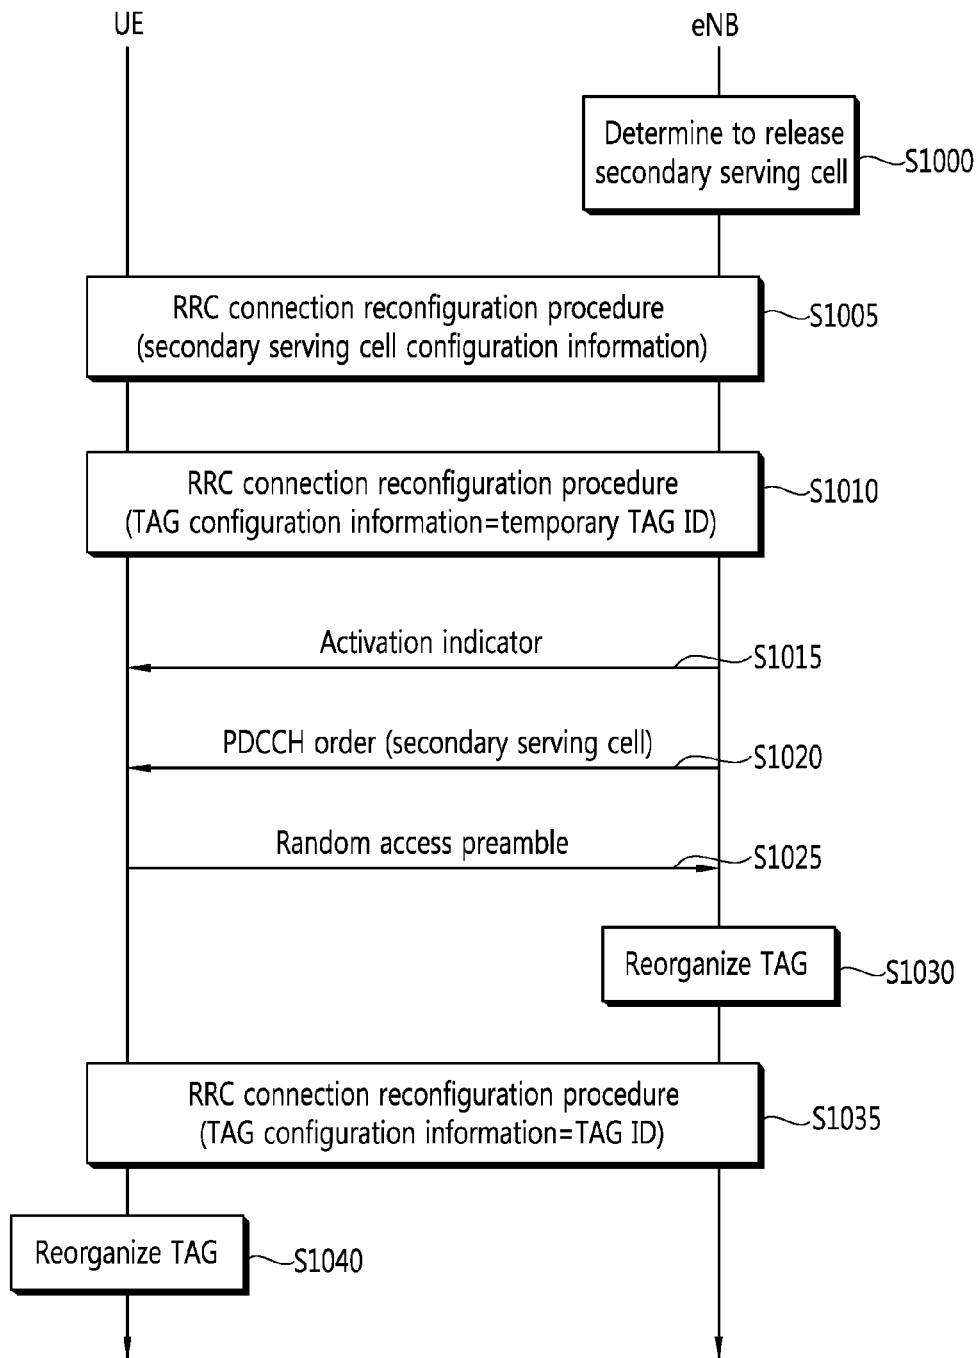 UE
eNB
Determine to release
secondary serving cell
S1000
RRC connection reconfiguration procedure
(secondary serving cell configuration information)
S1005
RRC connection reconfiguration procedure
(TAG configuration information=temporary TAG ID)
S1010
Activation indicator
S1015
PDCCH order (secondary serving cell)
S1020
Random access preamble
S1025
Reorganize TAG
S1030
RRC connection reconfiguration procedure
(TAG configuration information=TAG ID)
S1035
Reorganize TAG
S1040